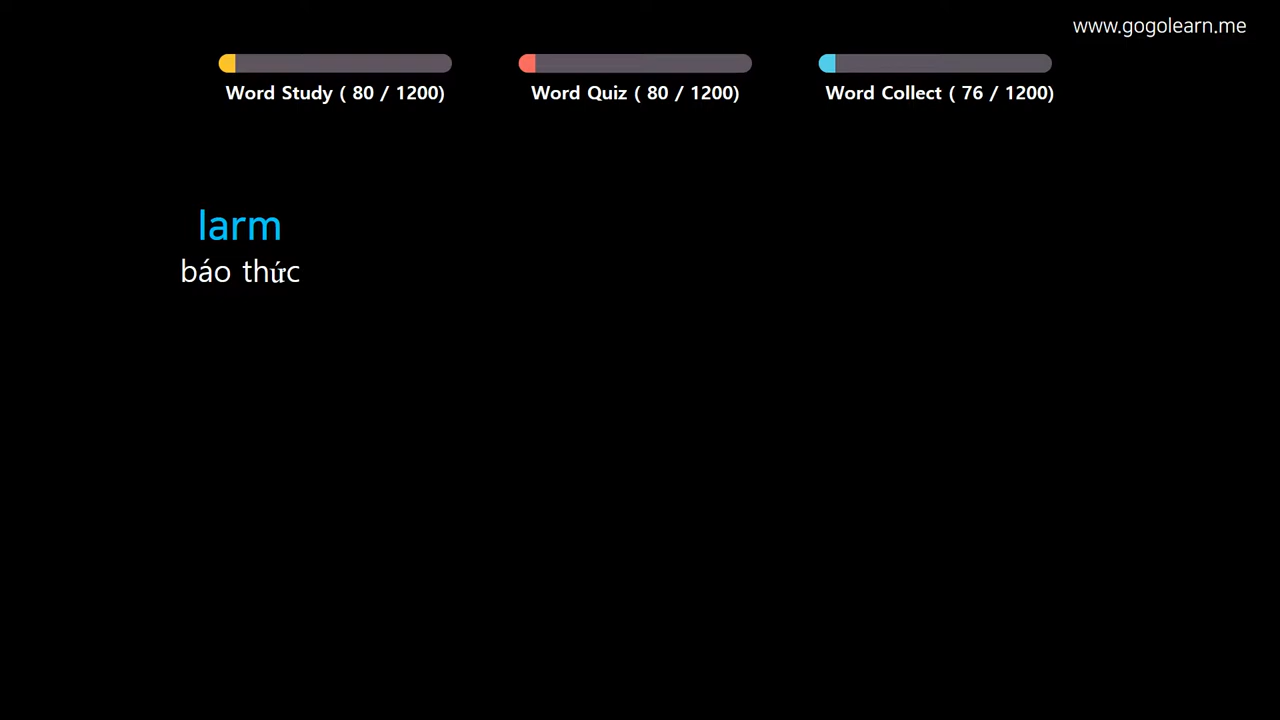 www.gogolearn.me
Word Study ( 80 / 1200)
Word Quiz ( 80 / 1200)
Word Collect ( 76 / 1200)
larm
báo thức